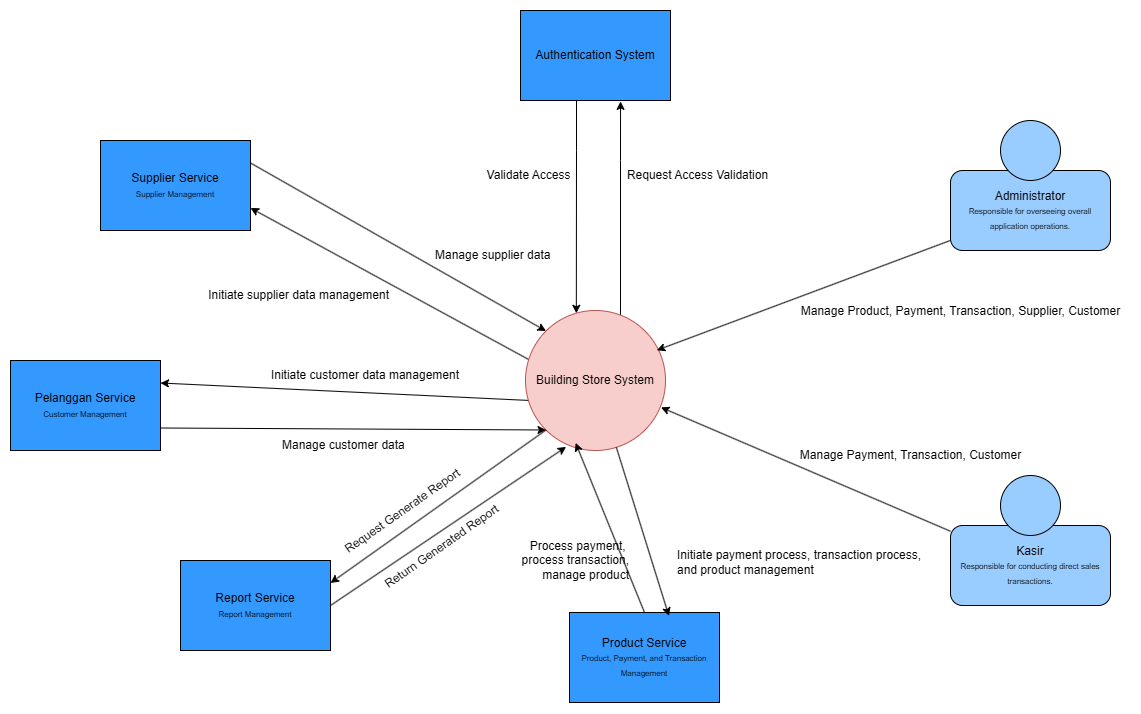 Authentication System
Validate Access
Request Access Validation
Supplier Service
Supplier Management
Administrator
Responsible for overseeing overall
application operations.
Manage supplier data
Initiate supplier data management
Manage Product, Payment, Transaction, Supplier, Customer
Building Store System
Initiate customer data management
Pelanggan Service
Customer Management
Manage customer data
Manage Payment, Transaction, Customer
Request Generate Report
Return Generated Report
Kasir
Responsible for conducting direct sales
transactions.
Process payment,
process transaction,
manage product
Initiate payment process, transaction process,
and product management
Report Service
Report Management
Product Service
Product, Payment, and Transaction
Management